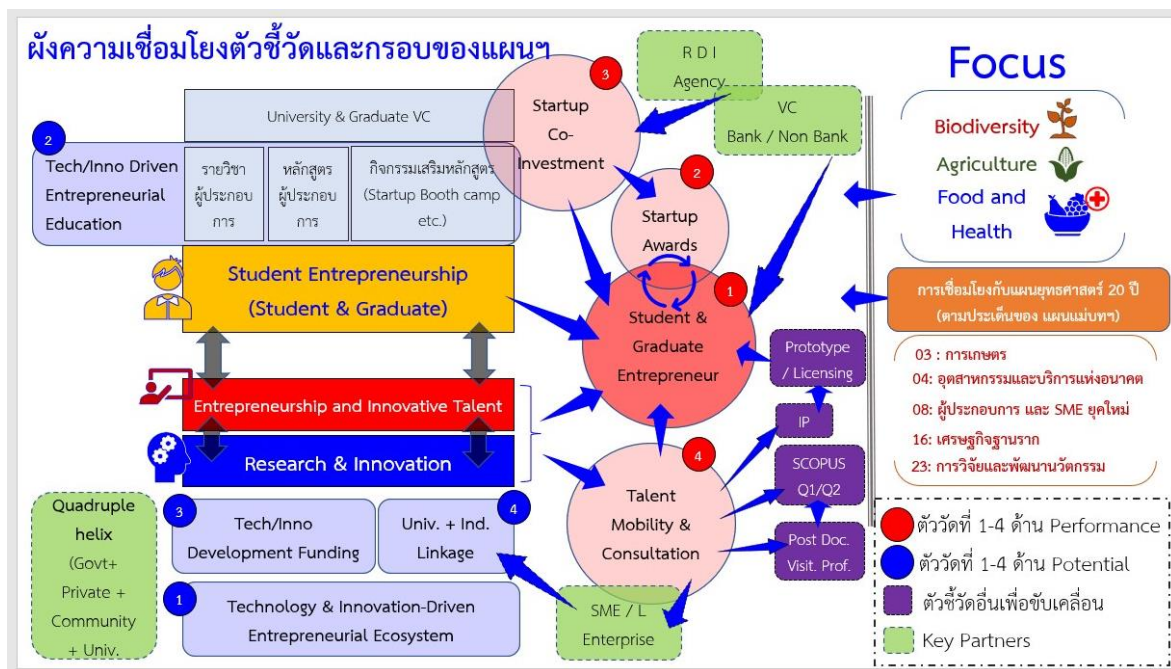 ผังความเชื่อมโยงตัวชี้วัดและกรอบของแผนฯ
University & Graduate VC
2
Tech/Inno Driven
Entrepreneurial
Education
รายวิชา
ผู้ประกอบ
การ
หลักสูตร
ผู้ประกอบ
การ
กิจกรรมเสริมหลักสูตร
(Startup Booth camp
etc.)
Student Entrepreneurship
(Student & Graduate)
Entrepreneurship and Innovative Talent
Research & Innovation
Quadruple
helix
(Govt+
Private +
Community
+ Univ.
3
Tech/Inno
Development Funding
4
Univ. + Ind.
Linkage
1
Technology & Innovation-Driven
Entrepreneurial Ecosystem
3
Startup
Co-
Investment
R D I
Agency
VC
Bank / Non Bank
2
Startup
Awards
1
Student &
Graduate
Entrepreneur
Prototype
/ Licensing
IP
SCOPUS
Q1/Q2
Post Doc.
Visit. Prof.
4
Talent
Mobility &
Consultation
SME / L
Enterprise
Focus
Biodiversity
Agriculture
Food and
Health
การเชื่อมโยงกับแผนยุทธศาสตร์ 20 ปี
(ตามประเด็นของ แผนแม่บทฯ)
03 : การเกษตร
04: อุตสาหกรรมและบริการแห่งอนาคต
08: ผู้ประกอบการ และ SME ยุคใหม่
16: เศรษฐกิจฐานราก
23: การวิจัยและพัฒนานวัตกรรม
ตัววัดที่ 1-4 ด้าน Performance
ตัววัดที่ 1-4 ด้าน Potential
ตัวชี้วัดอื่นเพื่อขับเคลื่อน
Key Partners